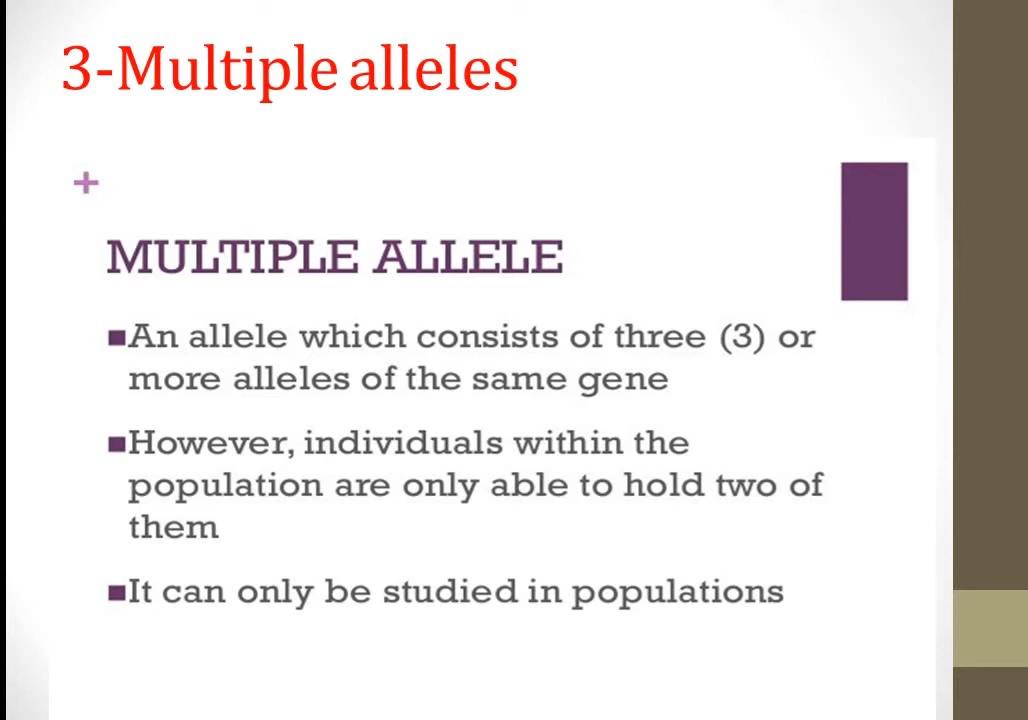 3-Multiple alleles
+
MULTIPLE ALLELE
■An allele which consists of three (3) or
more alleles of the same gene
■However, individuals within the
population are only able to hold two of
them
■It can only be studied in populations